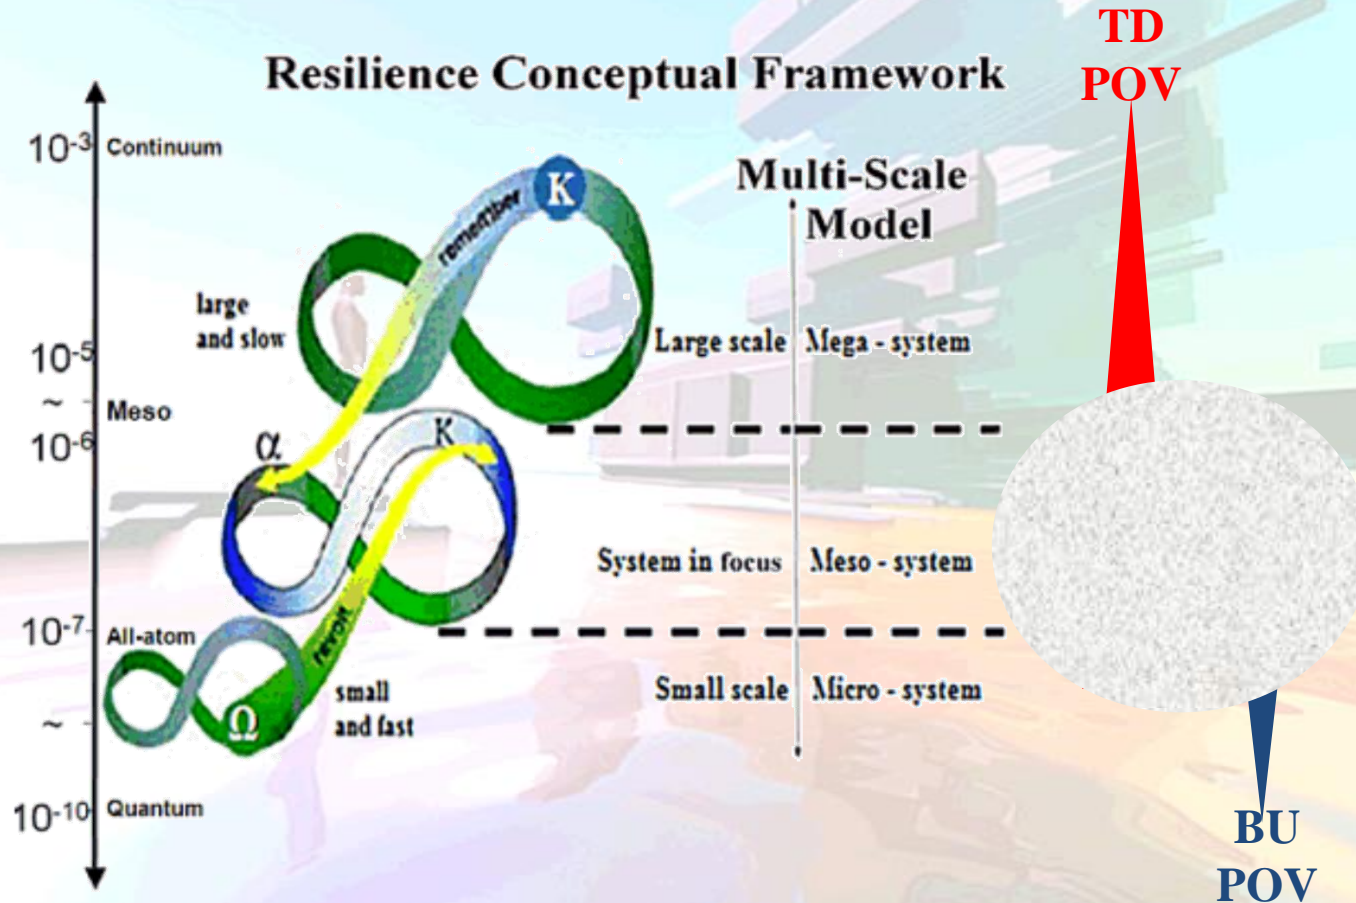 TD
POV
Resilience Conceptual Framework
10-3 Continuum
K
remember
Multi-Scale
Model
large
and slow
10-5
~
Meso
10-6
Large scale Mega - system
α
K
System in focus Meso - system
10-7 All-atom
revolt
small
and fast
Ω
~
Small scale Micro - system
10-10 Quantum
BU
POV